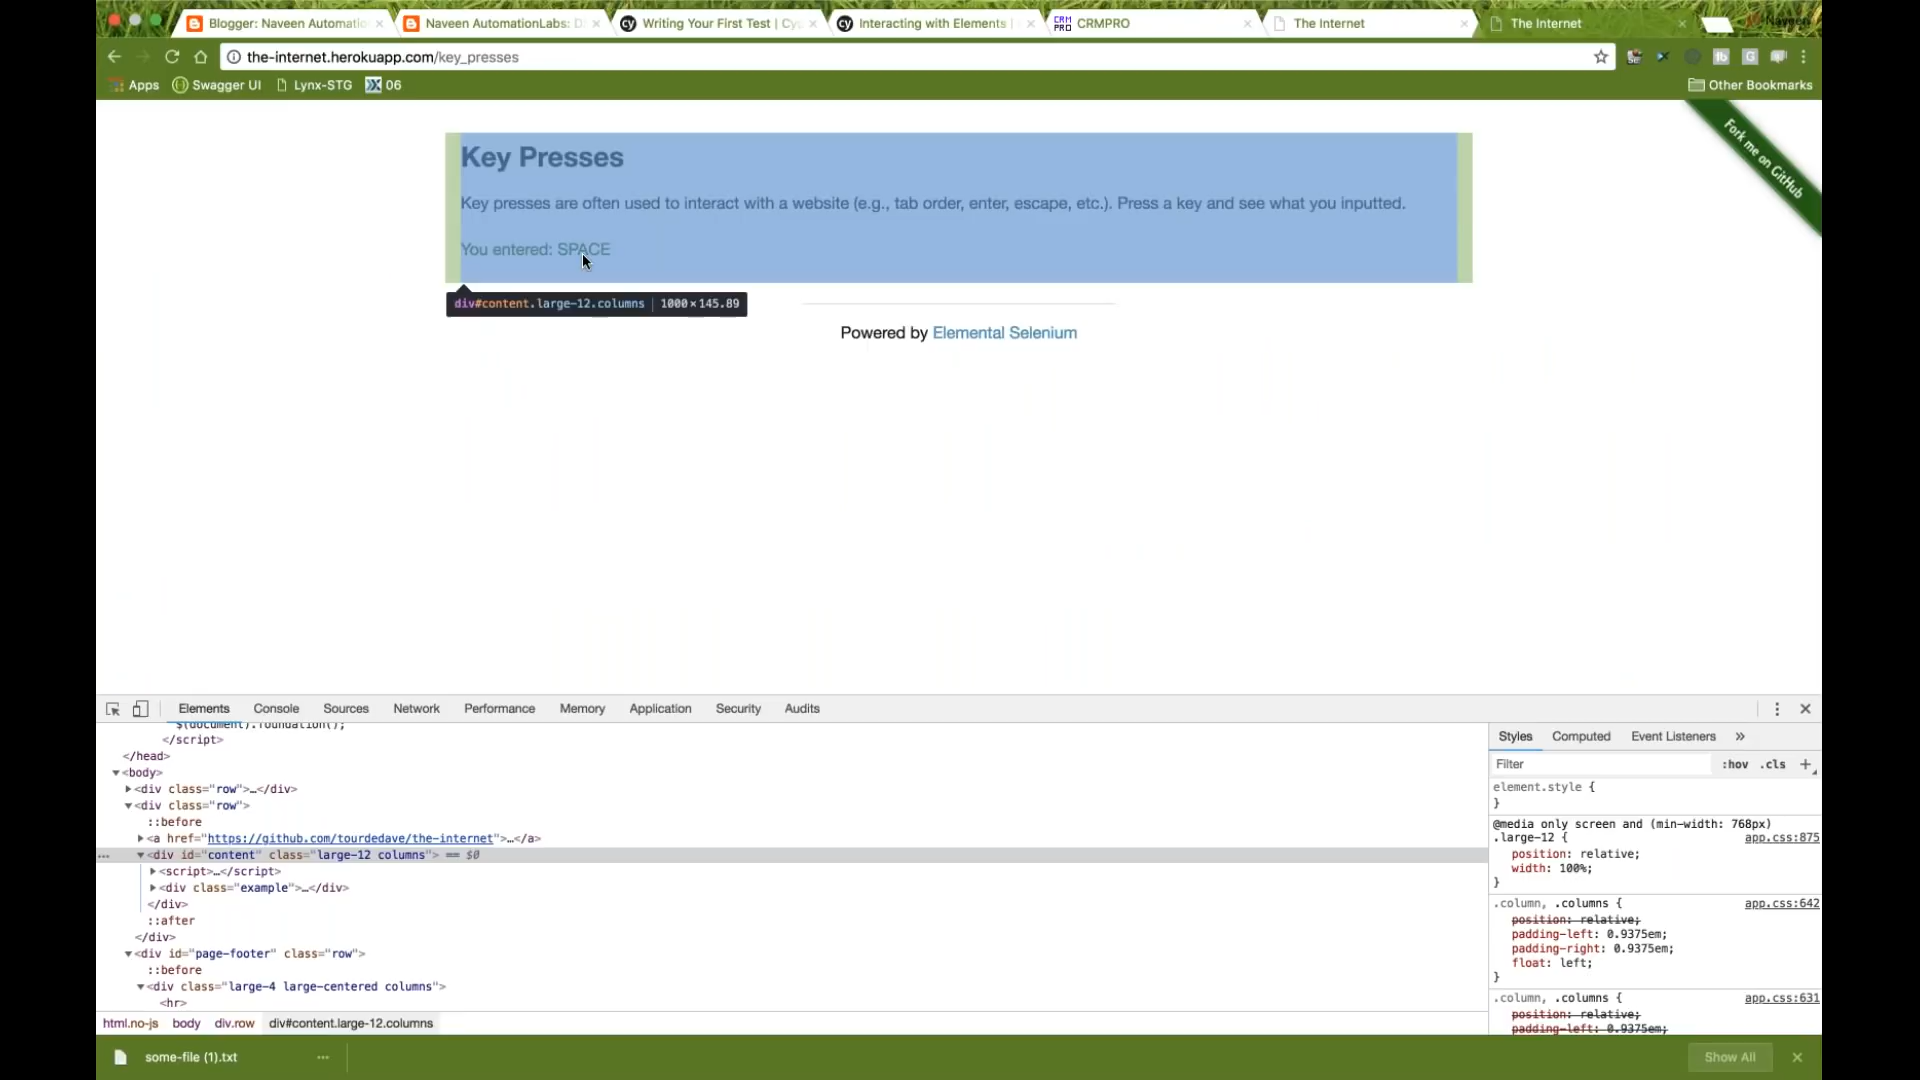 Blogger: Naveen Automatio
Naveen AutomationLabs: D
Writing Your First Test | Cy
Interacting with Elements |
CRM PRO CRMPRO
The Internet
The Internet
Naveen
the-internet.herokuapp.com/key_presses
Apps
Swagger UI
Lynx-STG
06
Other Bookmarks
Fork me on GitHub
Key Presses
Key presses are often used to interact with a website (e.g., tab order, enter, escape, etc.). Press a key and see what you inputted.
You entered: SPACE
div#content.large-12.columns | 1000×145.89
Powered by Elemental Selenium
Elements Console Sources Network Performance Memory Application Security Audits
$(document).foundation();
</script>
</head>
<body>
<div class="row">…</div>
<div class="row">
::before
<a href="https://github.com/tourdedave/the-internet">…</a>
<div id="content" class="large-12 columns"> == $0
<script>…</script>
<div class="example">…</div>
</div>
::after
</div>
<div id="page-footer" class="row">
::before
<div class="large-4 large-centered columns">
<hr>
html.no-js body div.row div#content.large-12.columns
Styles Computed Event Listeners »
Filter :hov .cls +
element.style {
}
@media only screen and (min-width: 768px)
.large-12 { app.css:875
position: relative;
width: 100%;
}
.column, .columns { app.css:642
position: relative;
padding-left: 0.9375em;
padding-right: 0.9375em;
float: left;
}
.column, .columns { app.css:631
position: relative;
padding-left: 0.9375em;
some-file (1).txt
Show All